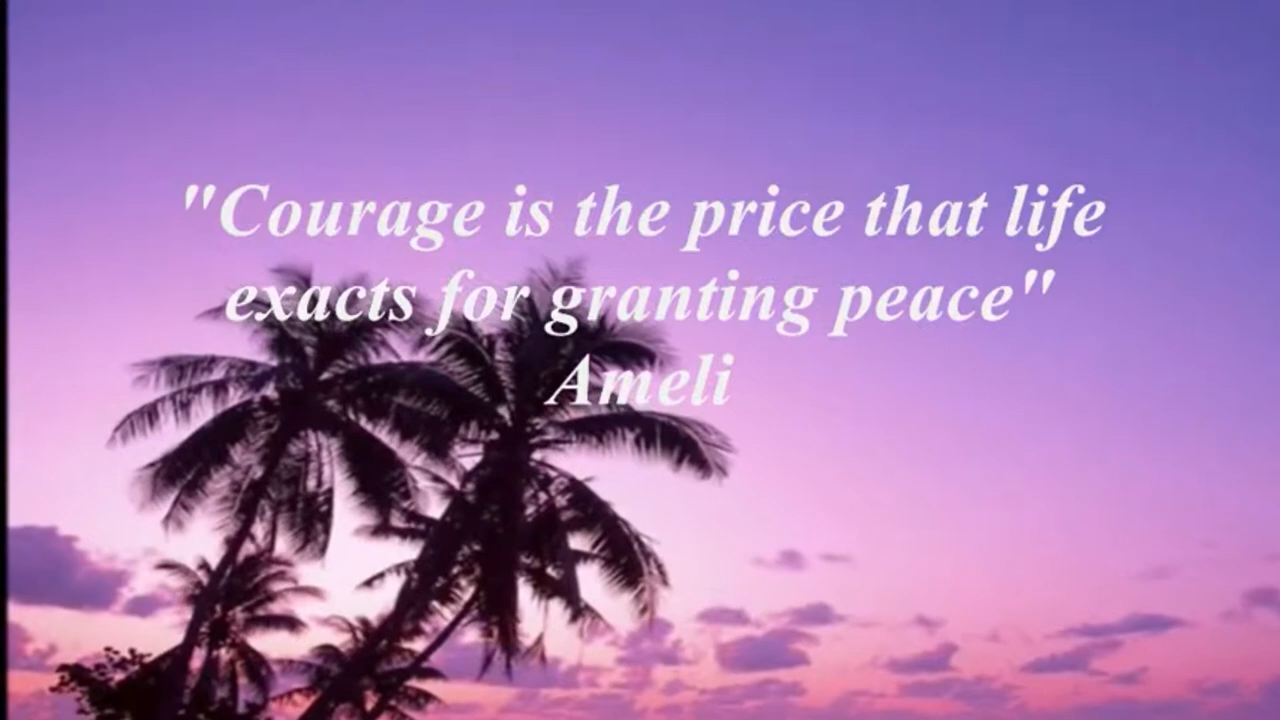 "Courage is the price that life
exacts for granting peace"
Ameli